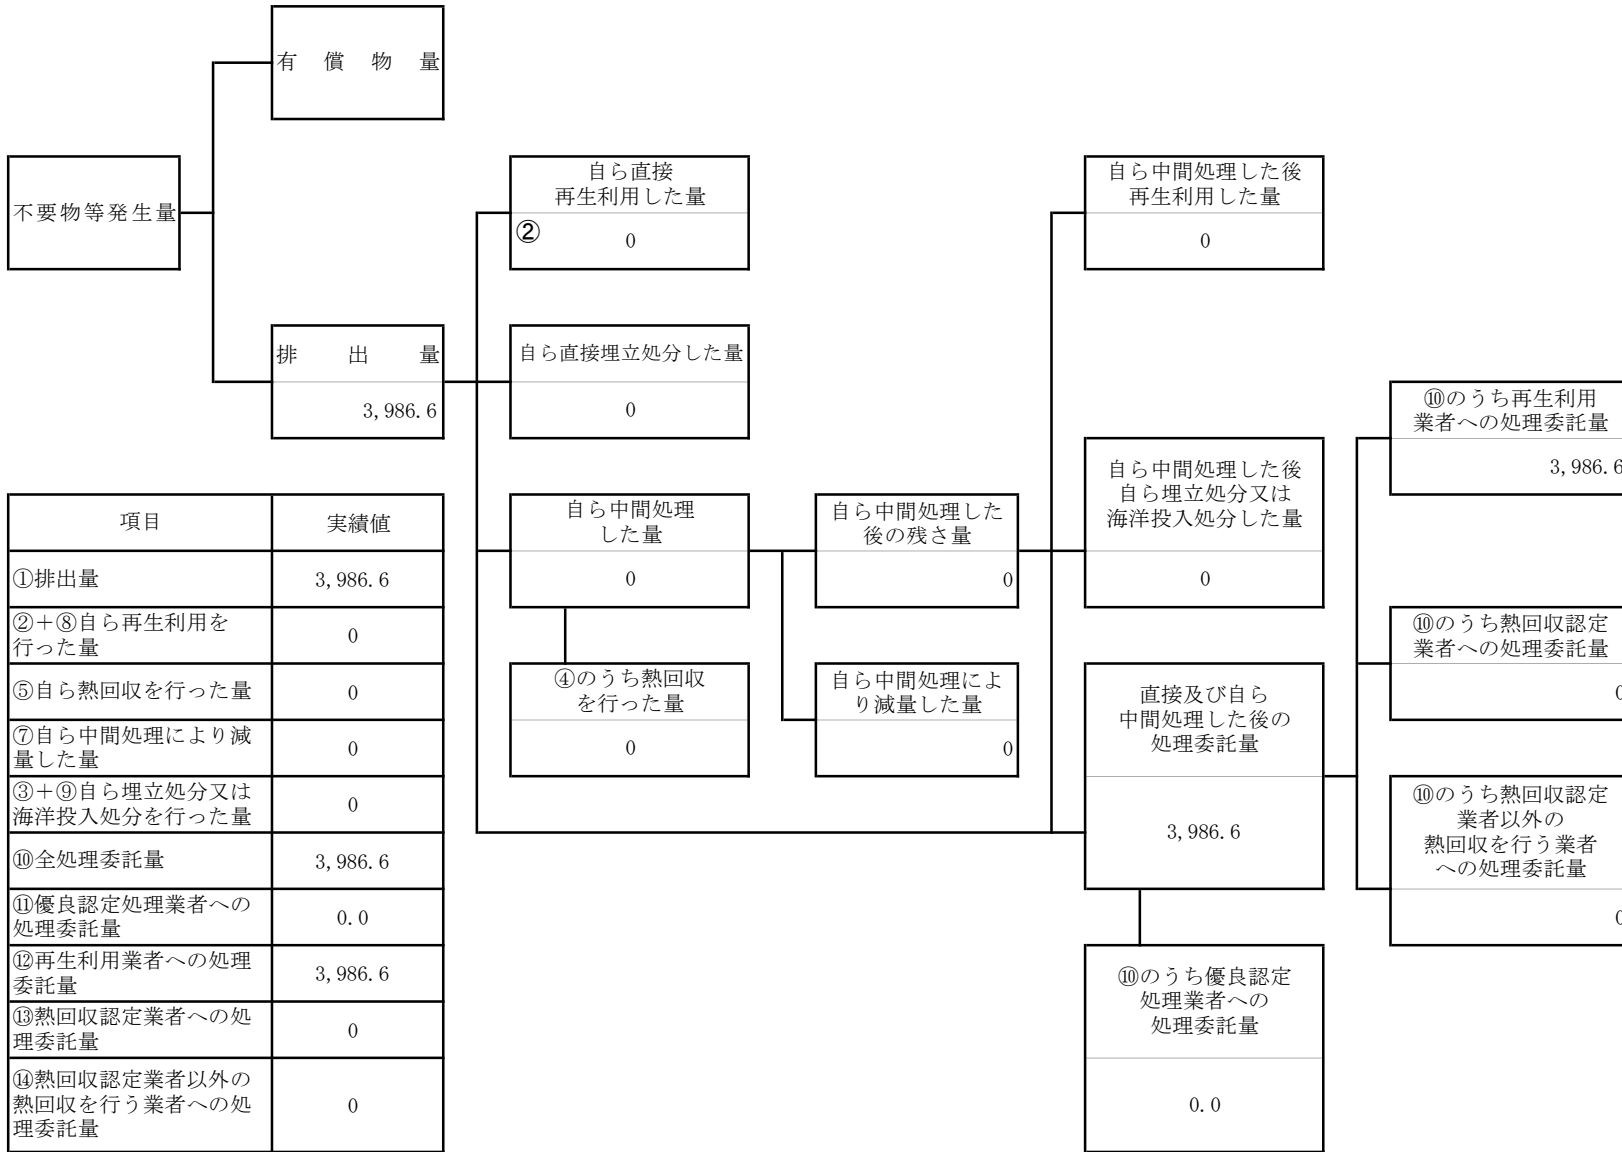 有償物量
不要物等発生量
自ら直接
再生利用した量
②
0
自ら中間処理した後
再生利用した量
0
排出量
3,986.6
自ら直接埋立処分した量
0
⑩のうち再生利用
業者への処理委託量
3,986.6
自ら中間処理
した量
0
自ら中間処理した
後の残さ量
0
自ら中間処理した後
自ら埋立処分又は
海洋投入処分した量
0
④のうち熱回収
を行った量
0
自ら中間処理によ
り減量した量
0
直接及び自ら
中間処理した後の
処理委託量
3,986.6
⑩のうち熱回収認定
業者への処理委託量
0
⑩のうち熱回収認定
業者以外の
熱回収を行う業者
への処理委託量
0
⑩のうち優良認定
処理業者への
処理委託量
0.0
項目 実績値
①排出量 3,986.6
②+⑧自ら再生利用を
行った量
0
⑤自ら熱回収を行った量 0
⑦自ら中間処理により減
量した量
0
③+⑨自ら埋立処分又は
海洋投入処分を行った量
0
⑩全処理委託量 3,986.6
⑪優良認定処理業者への
処理委託量
0.0
⑫再生利用業者への処理
委託量
3,986.6
⑬熱回収認定業者への処
理委託量
0
⑭熱回収認定業者以外の
熱回収を行う業者への処
理委託量
0